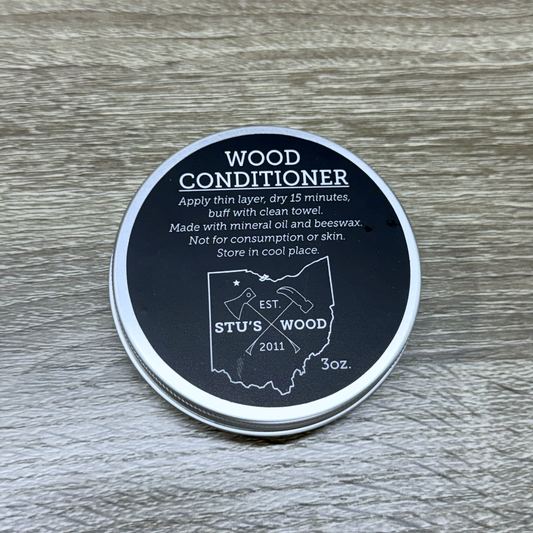 WOOD
CONDITIONER
Apply thin layer, dry 15 minutes,
buff with clean towel.
Made with mineral oil and beeswax.
Not for consumption or skin.
Store in cool place.
EST.
STU'S WOOD
2011
3oz.